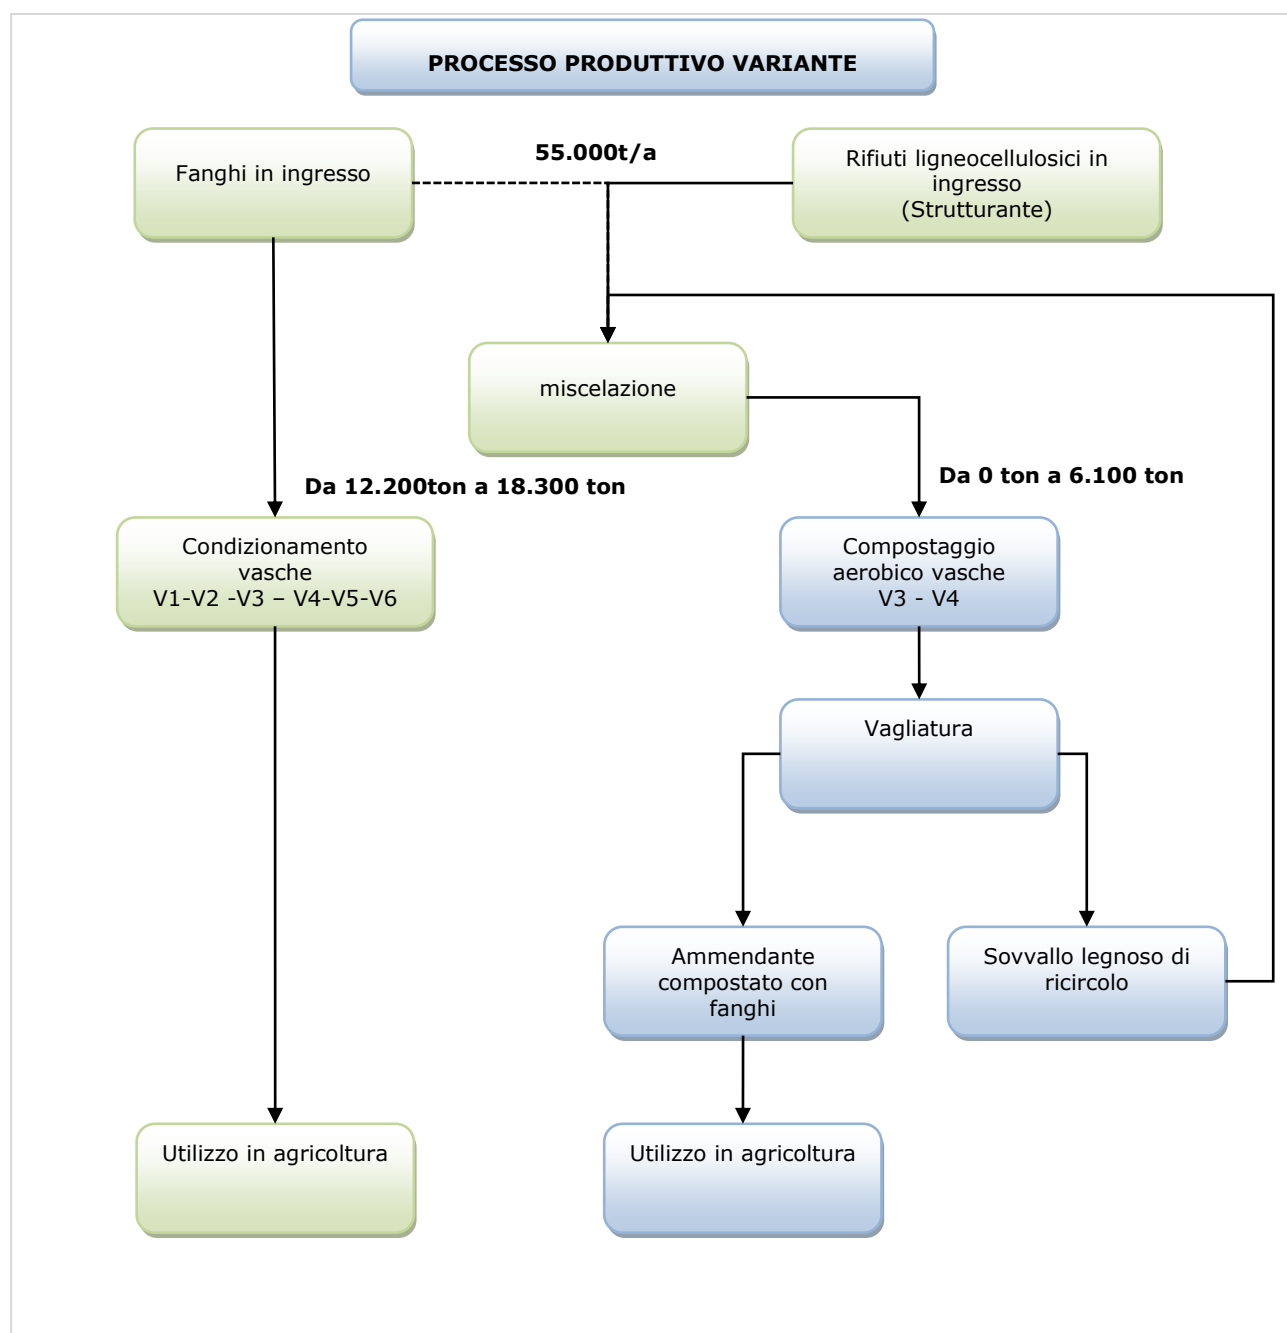 PROCESSO PRODUTTIVO VARIANTE
Fanghi in ingresso
55.000t/a
Rifiuti ligneocellulosici in
ingresso
(Strutturante)
miscelazione
Da 12.200ton a 18.300 ton
Da 0 ton a 6.100 ton
Condizionamento
vasche
V1-V2 -V3 – V4-V5-V6
Compostaggio
aerobico vasche
V3 - V4
Vagliatura
Ammendante
compostato con
fanghi
Sovvallo legnoso di
ricircolo
Utilizzo in agricoltura
Utilizzo in agricoltura